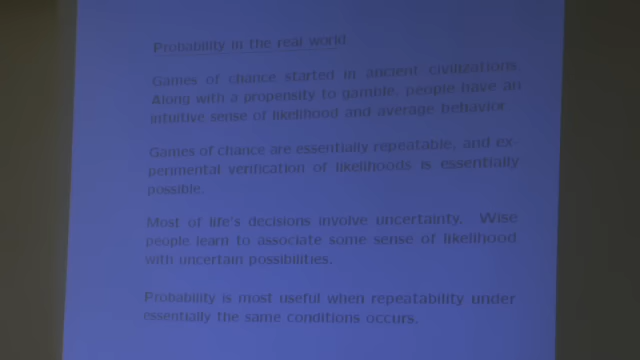 Probability in the real world
Games of chance started in ancient civilizations.
Along with a propensity to gamble, people have an
intuitive sense of likelihood and average behavior.
Games of chance are essentially repeatable, and ex-
perimental verification of likelihoods is essentially
possible.
Most of life's decisions involve uncertainty. Wise
people learn to associate some sense of likelihood
with uncertain possibilities.
Probability is most useful when repeatability under
essentially the same conditions occurs.